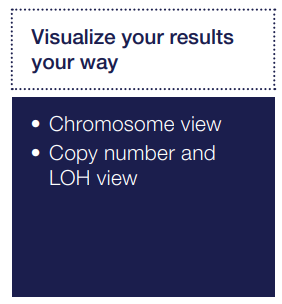 Visualize your results
your way
• Chromosome view
• Copy number and
LOH view